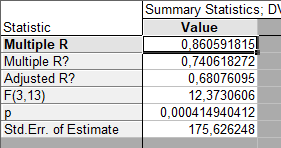 Summary Statistics; DV
Statistic Value
Multiple R 0,860591815
Multiple R? 0,740618272
Adjusted R? 0,68076095
F(3,13) 12,3730596
p 0,000414940412
Std.Err. of Estimate 175,626248